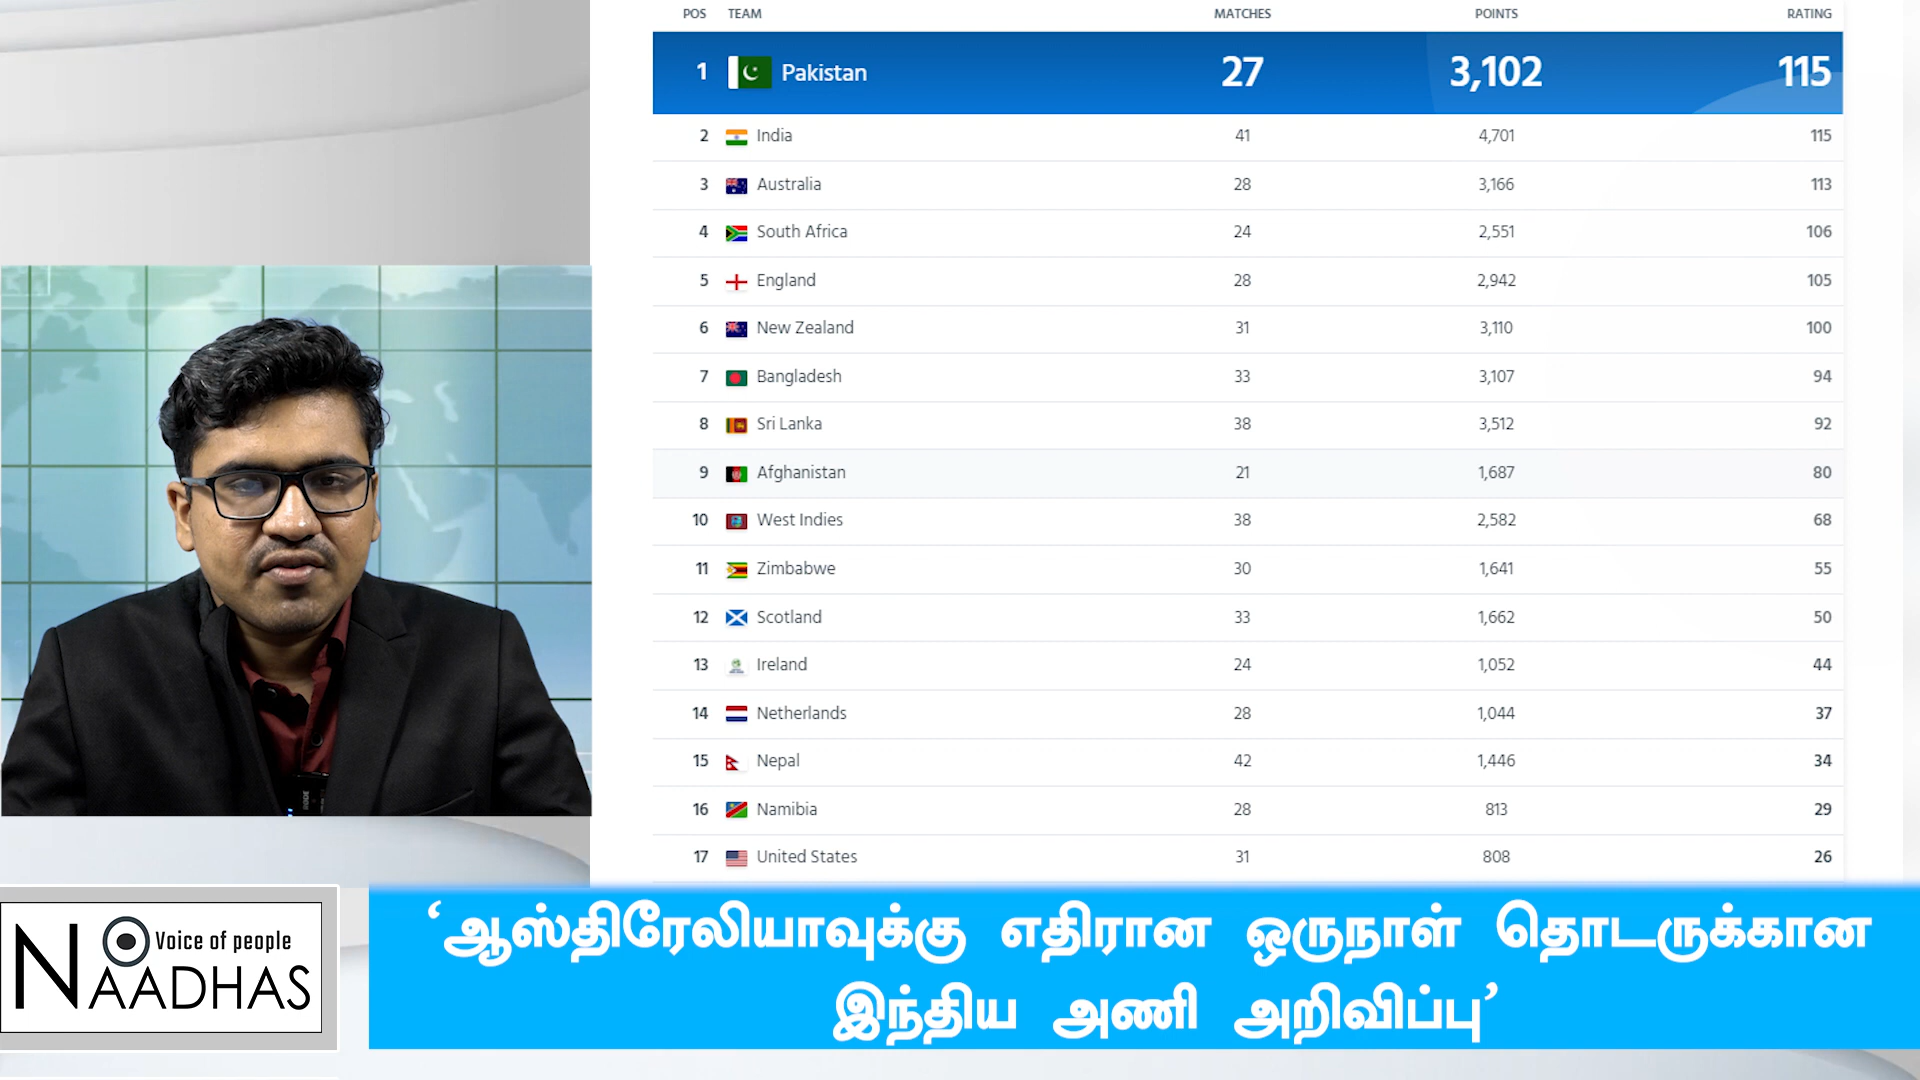 POS TEAM MATCHES POINTS RATING
1 Pakistan 27 3,102 115
2 India 41 4,701 115
3 Australia 28 3,166 113
4 South Africa 24 2,551 106
5 England 28 2,942 105
6 New Zealand 31 3,110 100
7 Bangladesh 33 3,107 94
8 Sri Lanka 38 3,512 92
9 Afghanistan 21 1,687 80
10 West Indies 38 2,582 68
11 Zimbabwe 30 1,641 55
12 Scotland 33 1,662 50
13 Ireland 24 1,052 44
14 Netherlands 28 1,044 37
15 Nepal 42 1,446 34
16 Namibia 28 813 29
17 United States 31 808 26
RODE
Voice of people
NAADHAS
‘ஆஸ்திரேலியாவுக்கு எதிரான ஒருநாள் தொடருக்கான
இந்திய அணி அறிவிப்பு’